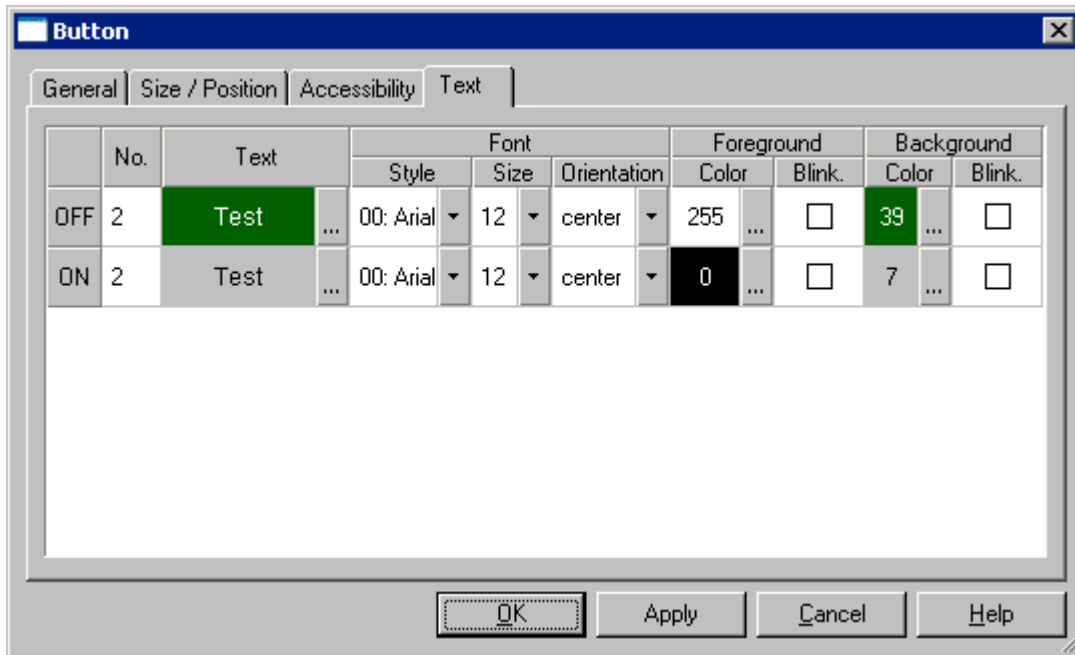 Button
General Size / Position Accessibility Text
No. Text Font Foreground Background
Style Size Orientation Color Blink. Color Blink.
OFF 2 Test ... 00: Arial 12 center 255 ... 39 ...
ON 2 Test ... 00: Arial 12 center 0 ... 7 ...
OK Apply Cancel Help